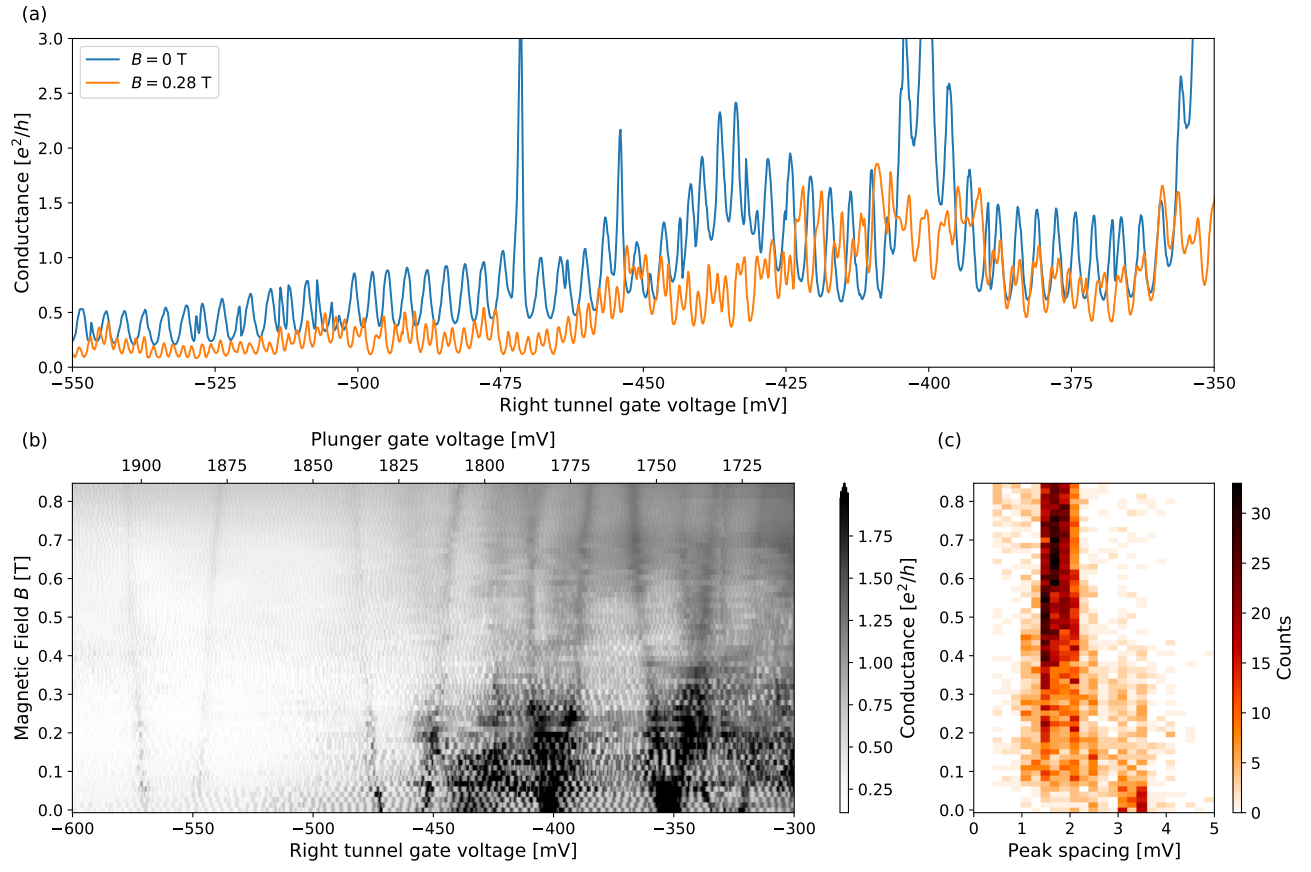 (a)
3.0
2.5
2.0
1.5
1.0
0.5
0.0
Conductance [e²/h]
B = 0 T
B = 0.28 T
−550 −525 −500 −475 −450 −425 −400 −375 −350
Right tunnel gate voltage [mV]
(b)
Plunger gate voltage [mV]
1900 1875 1850 1825 1800 1775 1750 1725
0.8
0.7
0.6
0.5
0.4
0.3
0.2
0.1
0.0
Magnetic Field B [T]
−600 −550 −500 −450 −400 −350 −300
Right tunnel gate voltage [mV]
1.75
1.50
1.25
1.00
0.75
0.50
0.25
Conductance [e²/h]
(c)
0.8
0.7
0.6
0.5
0.4
0.3
0.2
0.1
0.0
0 1 2 3 4 5
Peak spacing [mV]
30
25
20
15
10
5
0
Counts